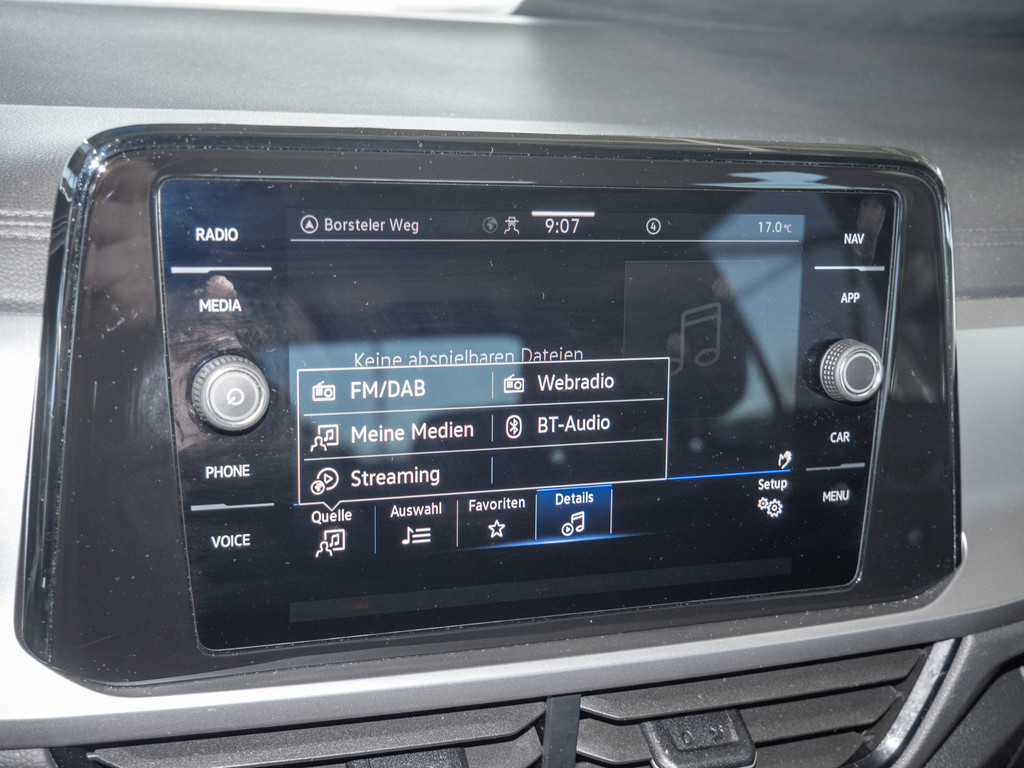 RADIO
MEDIA
PHONE
VOICE
Borsteler Weg
9:07
4
17.0°C
Keine abspielbaren Dateien
FM/DAB
Webradio
Meine Medien
BT-Audio
Streaming
Quelle
Auswahl
Favoriten
Details
Setup
NAV
APP
CAR
MENU